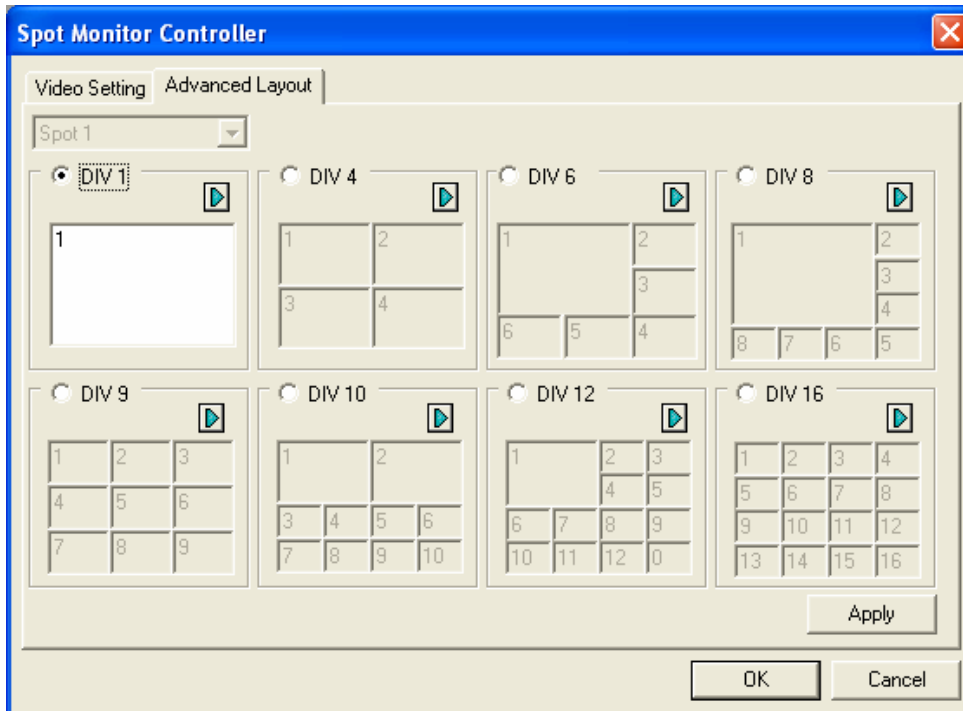 Spot Monitor Controller
Video Setting Advanced Layout
Spot 1
DIV 1
1
DIV 4
1 2
3 4
DIV 6
1 2
3
6 5 4
DIV 8
1 2
3
4
8 7 6 5
DIV 9
1 2 3
4 5 6
7 8 9
DIV 10
1 2
3 4 5 6
7 8 9 10
DIV 12
1 2 3
4 5
6 7 8 9
10 11 12 0
DIV 16
1 2 3 4
5 6 7 8
9 10 11 12
13 14 15 16
Apply
OK Cancel